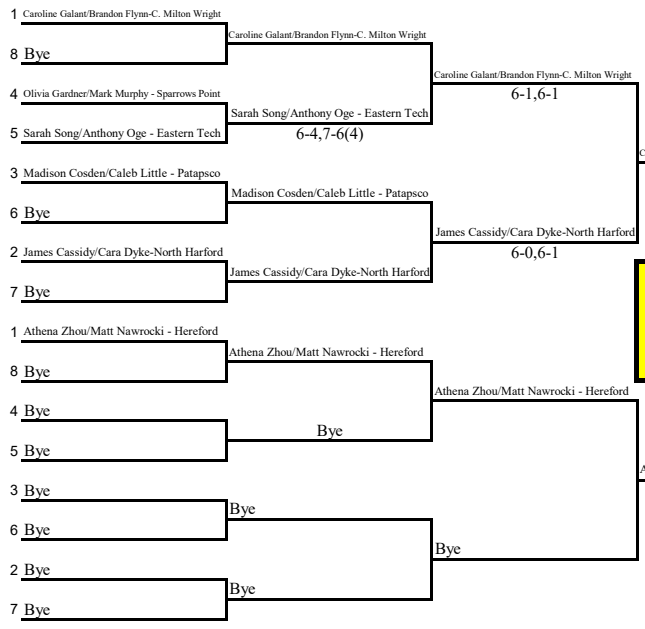 1 Caroline Galant/Brandon Flynn-C. Milton Wright
Caroline Galant/Brandon Flynn-C. Milton Wright
8 Bye
Caroline Galant/Brandon Flynn-C. Milton Wright
6-1,6-1
4 Olivia Gardner/Mark Murphy - Sparrows Point
Sarah Song/Anthony Oge - Eastern Tech
6-4,7-6(4)
5 Sarah Song/Anthony Oge - Eastern Tech
C
3 Madison Cosden/Caleb Little - Patapsco
Madison Cosden/Caleb Little - Patapsco
6 Bye
James Cassidy/Cara Dyke-North Harford
6-0,6-1
2 James Cassidy/Cara Dyke-North Harford
James Cassidy/Cara Dyke-North Harford
7 Bye
1 Athena Zhou/Matt Nawrocki - Hereford
Athena Zhou/Matt Nawrocki - Hereford
8 Bye
Athena Zhou/Matt Nawrocki - Hereford
4 Bye
Bye
5 Bye
A
3 Bye
Bye
6 Bye
Bye
2 Bye
Bye
7 Bye